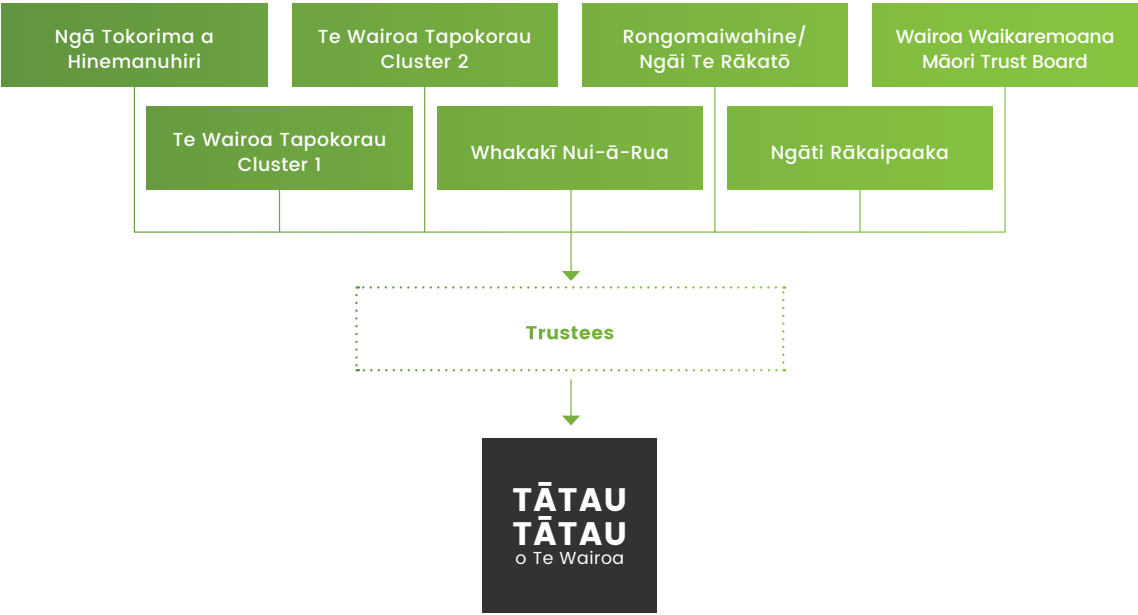 Ngā Tokorima a
Hinemanuhiri
Te Wairoa Tapokorau
Cluster 2
Rongomaiwahine/
Ngāi Te Rākatō
Wairoa Waikaremoana
Māori Trust Board
Te Wairoa Tapokorau
Cluster 1
Whakakī Nui-ā-Rua
Ngāti Rākaipaaka
Trustees
TĀTAU
TĀTAU
o Te Wairoa